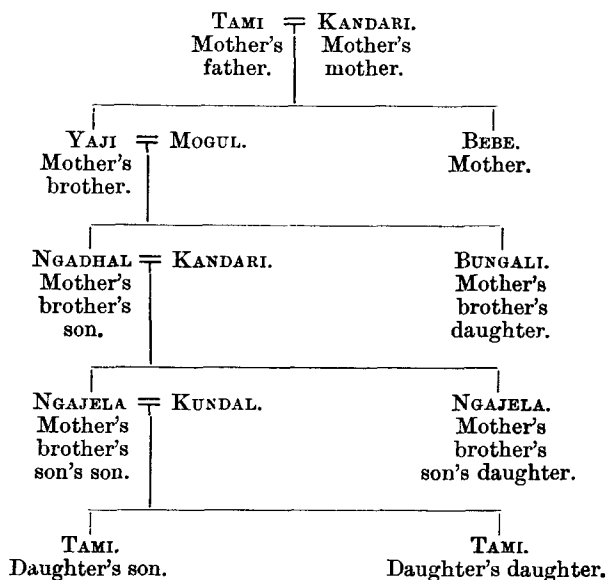 TAMI = KANDARI.
Mother's Mother's
father. mother.
YAJI = MOGUL. BEBE.
Mother's Mother.
brother.
NGADHAL = KANDARI. BUNGALI.
Mother's Mother's
brother's brother's
son. daughter.
NGAJELA = KUNDAL. NGAJELA.
Mother's Mother's
brother's brother's
son's son. son's daughter.
TAMI. TAMI.
Daughter's son. Daughter's daughter.